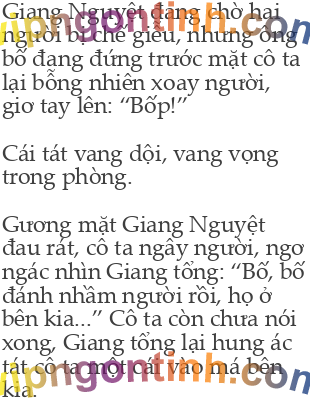 Giang Nguyệt đang chờ hai
người bị chế giễu, nhưng ông
bố đang đứng trước mặt cô ta
lại bỗng nhiên xoay người,
giơ tay lên: “Bốp!”
Cái tát vang dội, vang vọng
trong phòng.
Gương mặt Giang Nguyệt
đau rát, cô ta ngây người, ngơ
ngác nhìn Giang tổng: “Bố, bố
đánh nhầm người rồi, họ ở
bên kia...” Cô ta còn chưa nói
xong, Giang tổng lại hung ác
tát cô ta một cái vào má bên
kia.
vipngontinh.com
vipngontinh.com